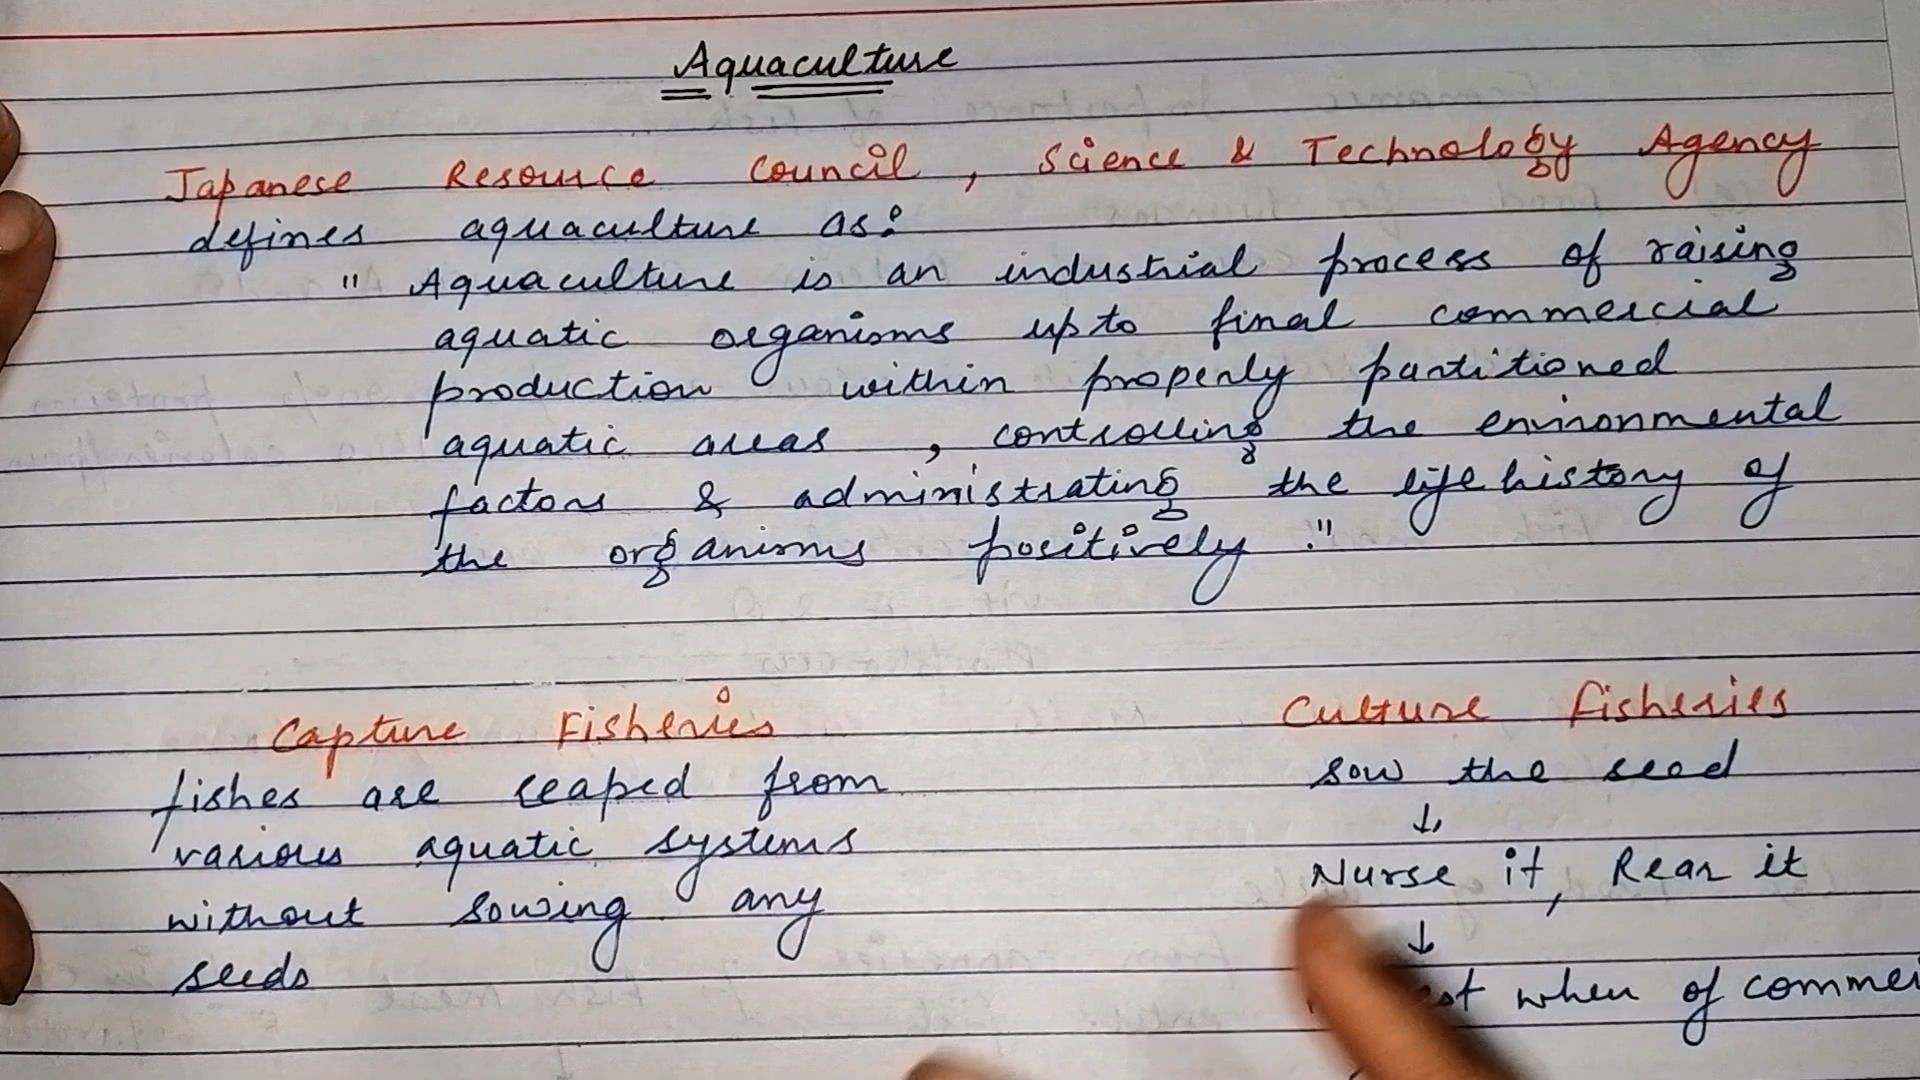 Aquaculture
Japanese Resource Council, Science & Technology Agency
defines aquaculture as:
" Aquaculture is an industrial process of raising
aquatic organisms upto final commercial
production within properly partitioned
aquatic areas, controlling the environmental
factors & administrating the life history of
the organisms positively."
Capture Fisheries
fishes are reaped from
various aquatic systems
without sowing any
seeds
Culture Fisheries
sow the seed
↓
Nurse it, Rear it
↓
when of